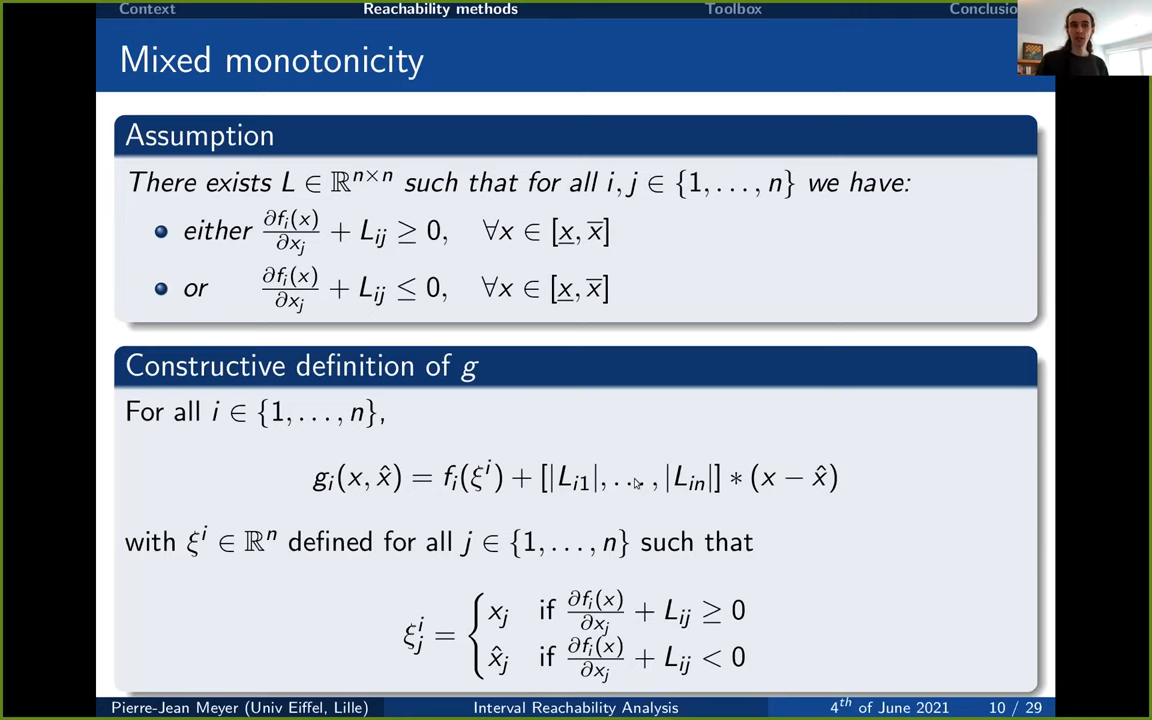 Context Reachability methods Toolbox Conclusio
Mixed monotonicity
Assumption
There exists L ∈ ℝⁿˣⁿ such that for all i, j ∈ {1, . . . , n} we have:
either ∂fᵢ(x)/∂xⱼ + Lᵢⱼ ≥ 0, ∀x ∈ [x̲, x̅]
or ∂fᵢ(x)/∂xⱼ + Lᵢⱼ ≤ 0, ∀x ∈ [x̲, x̅]
Constructive definition of g
For all i ∈ {1, . . . , n},
gᵢ(x, x̂) = fᵢ(ξⁱ) + [|Lᵢ₁|, . . . , |Lᵢₙ|] ∗ (x − x̂)
with ξⁱ ∈ ℝⁿ defined for all j ∈ {1, . . . , n} such that
ξⱼⁱ = { xⱼ if ∂fᵢ(x)/∂xⱼ + Lᵢⱼ ≥ 0
x̂ⱼ if ∂fᵢ(x)/∂xⱼ + Lᵢⱼ < 0
Pierre-Jean Meyer (Univ Eiffel, Lille) Interval Reachability Analysis 4ᵗʰ of June 2021 10 / 29